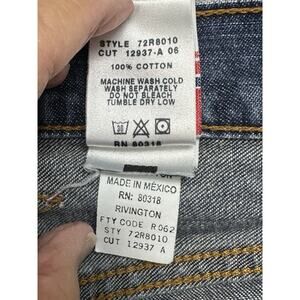 STYLE 72R8010
CUT 12937-A 06
100% COTTON
MACHINE WASH COLD
WASH SEPARATELY
DO NOT BLEACH
TUMBLE DRY LOW
RN 80318
MADE IN MÉXICO
RN: 80318
RIVINGTON
FTY CODE R062
STY 72R8010
CUT 12937 A